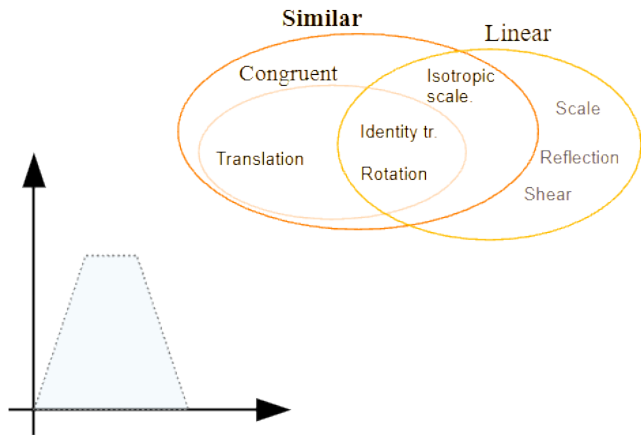 Similar
Linear
Congruent
Isotropic
scale.
Scale
Identity tr.
Translation
Reflection
Rotation
Shear